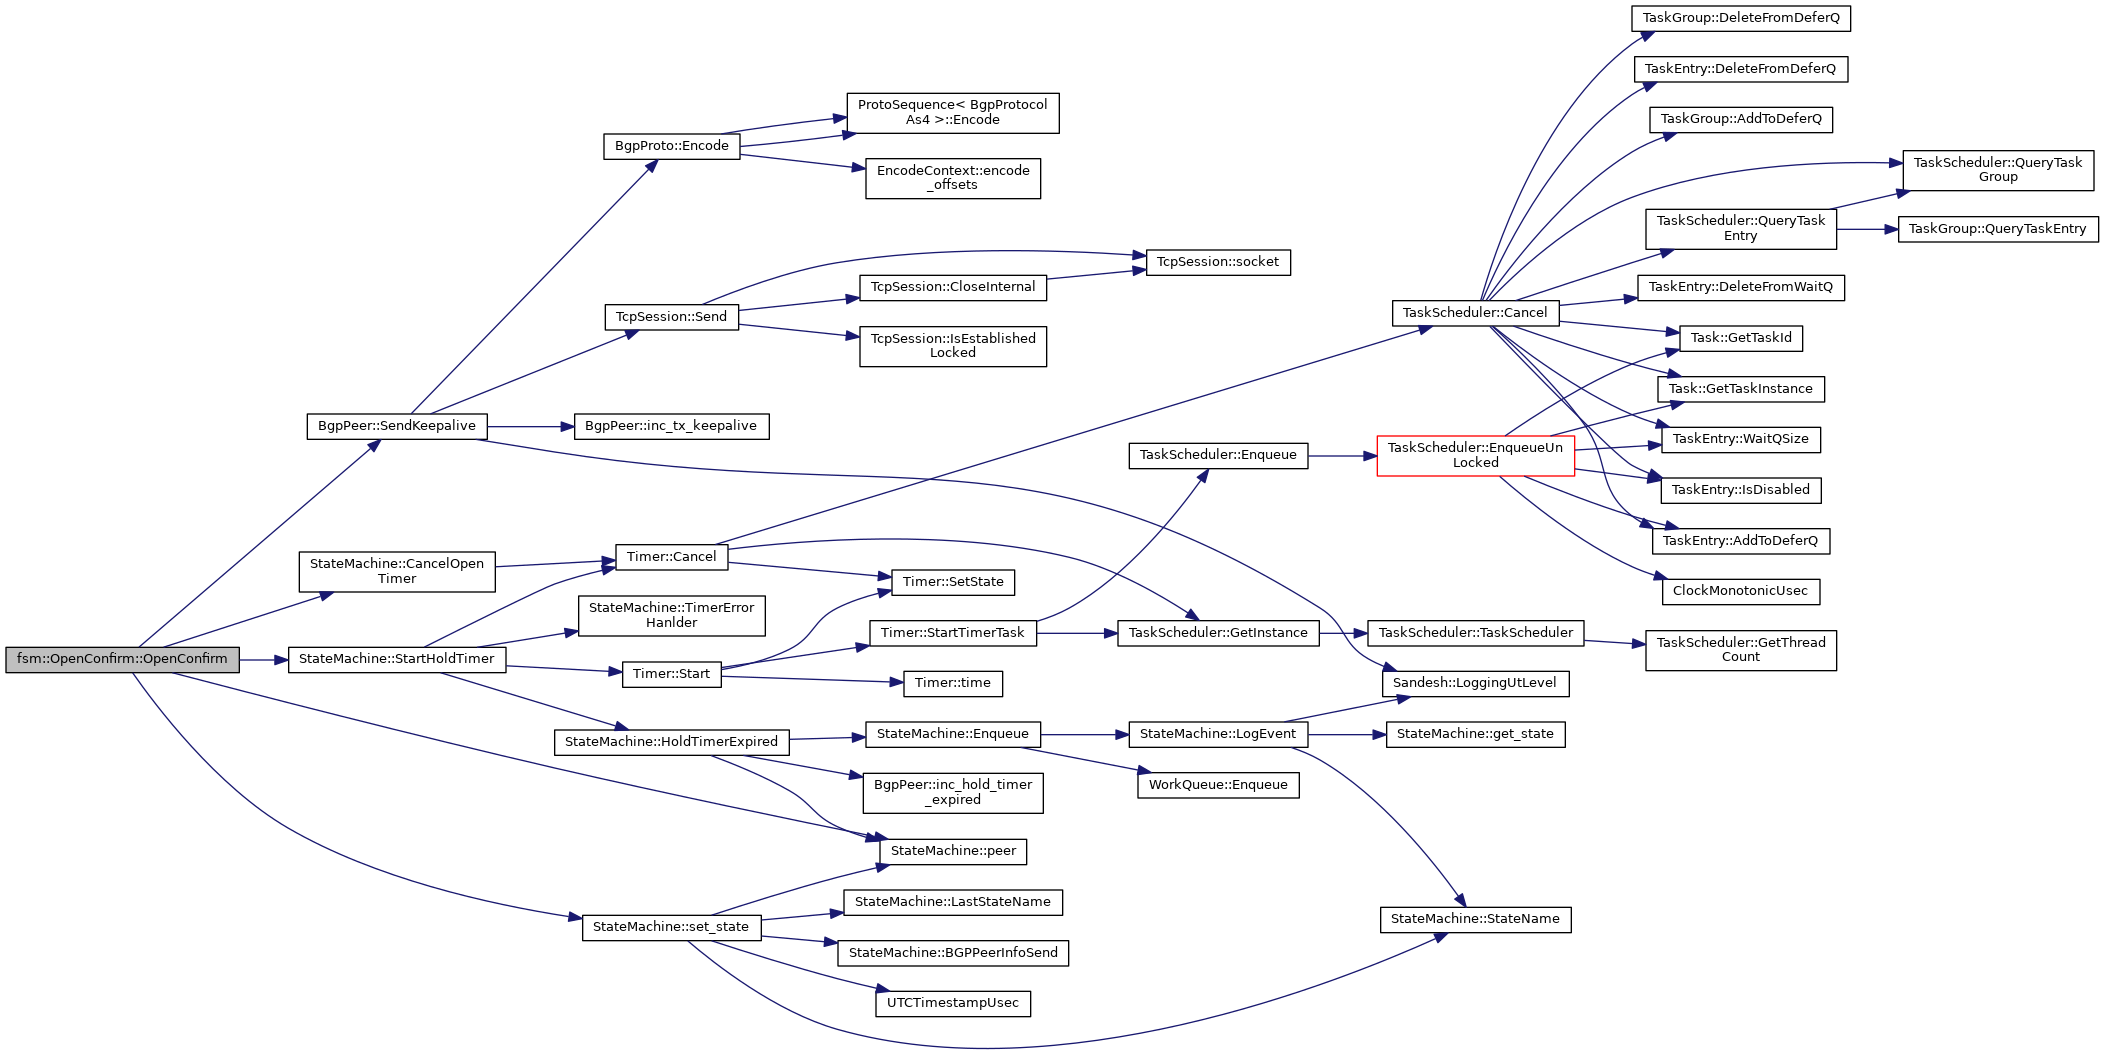 TaskGroup::DeleteFromDeferQ
TaskEntry::DeleteFromDeferQ
ProtoSequence< BgpProtocol
As4 >::Encode
TaskGroup::AddToDeferQ
BgpProto::Encode
TaskScheduler::QueryTask
Group
EncodeContext::encode
_offsets
TaskScheduler::QueryTask
Entry
TaskGroup::QueryTaskEntry
TcpSession::socket
TcpSession::CloseInternal
TaskEntry::DeleteFromWaitQ
TcpSession::Send
TaskScheduler::Cancel
TcpSession::IsEstablished
Locked
Task::GetTaskId
Task::GetTaskInstance
BgpPeer::SendKeepalive
BgpPeer::inc_tx_keepalive
TaskEntry::WaitQSize
TaskScheduler::Enqueue
TaskScheduler::EnqueueUn
Locked
TaskEntry::IsDisabled
TaskEntry::AddToDeferQ
Timer::Cancel
StateMachine::CancelOpen
Timer
Timer::SetState
ClockMonotonicUsec
StateMachine::TimerError
Hanlder
Timer::StartTimerTask
TaskScheduler::GetInstance
TaskScheduler::TaskScheduler
TaskScheduler::GetThread
Count
fsm::OpenConfirm::OpenConfirm
StateMachine::StartHoldTimer
Timer::Start
Timer::time
Sandesh::LoggingUtLevel
StateMachine::HoldTimerExpired
StateMachine::Enqueue
StateMachine::LogEvent
StateMachine::get_state
BgpPeer::inc_hold_timer
_expired
WorkQueue::Enqueue
StateMachine::peer
StateMachine::LastStateName
StateMachine::StateName
StateMachine::set_state
StateMachine::BGPPeerInfoSend
UTCTimestampUsec